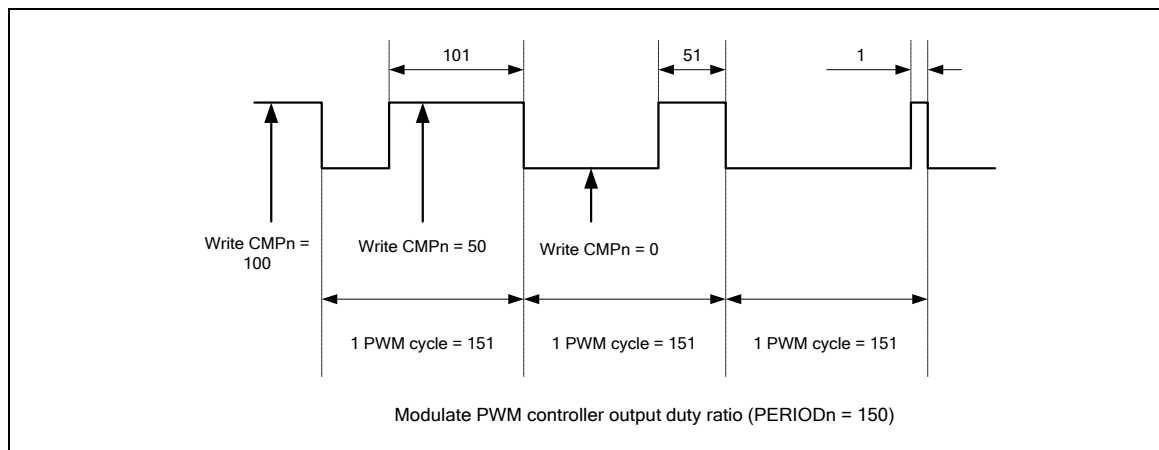 101
51
1
Write CMPn =
100
Write CMPn = 50
Write CMPn = 0
1 PWM cycle = 151
1 PWM cycle = 151
1 PWM cycle = 151
Modulate PWM controller output duty ratio (PERIODn = 150)